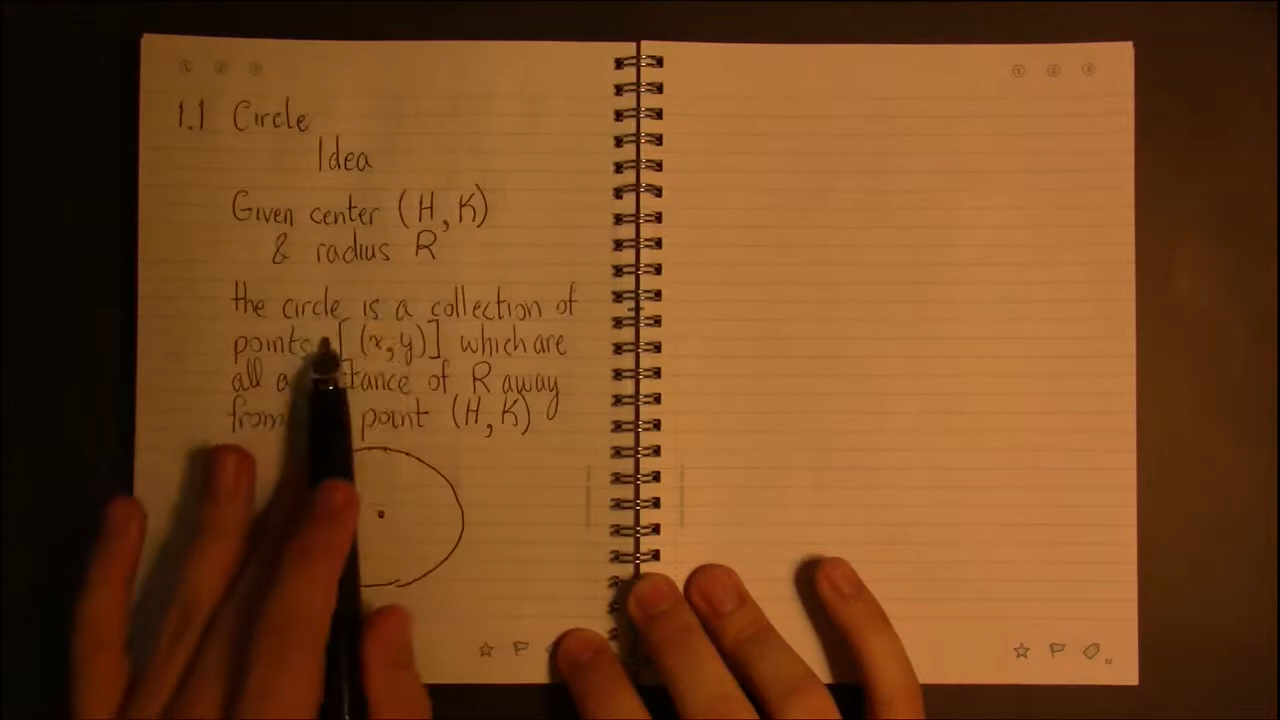 1.1 Circle
Idea
Given center (H, K)
& radius R
the circle is a collection of
points [(x, y)] which are
all a of R away
from point (H, K)